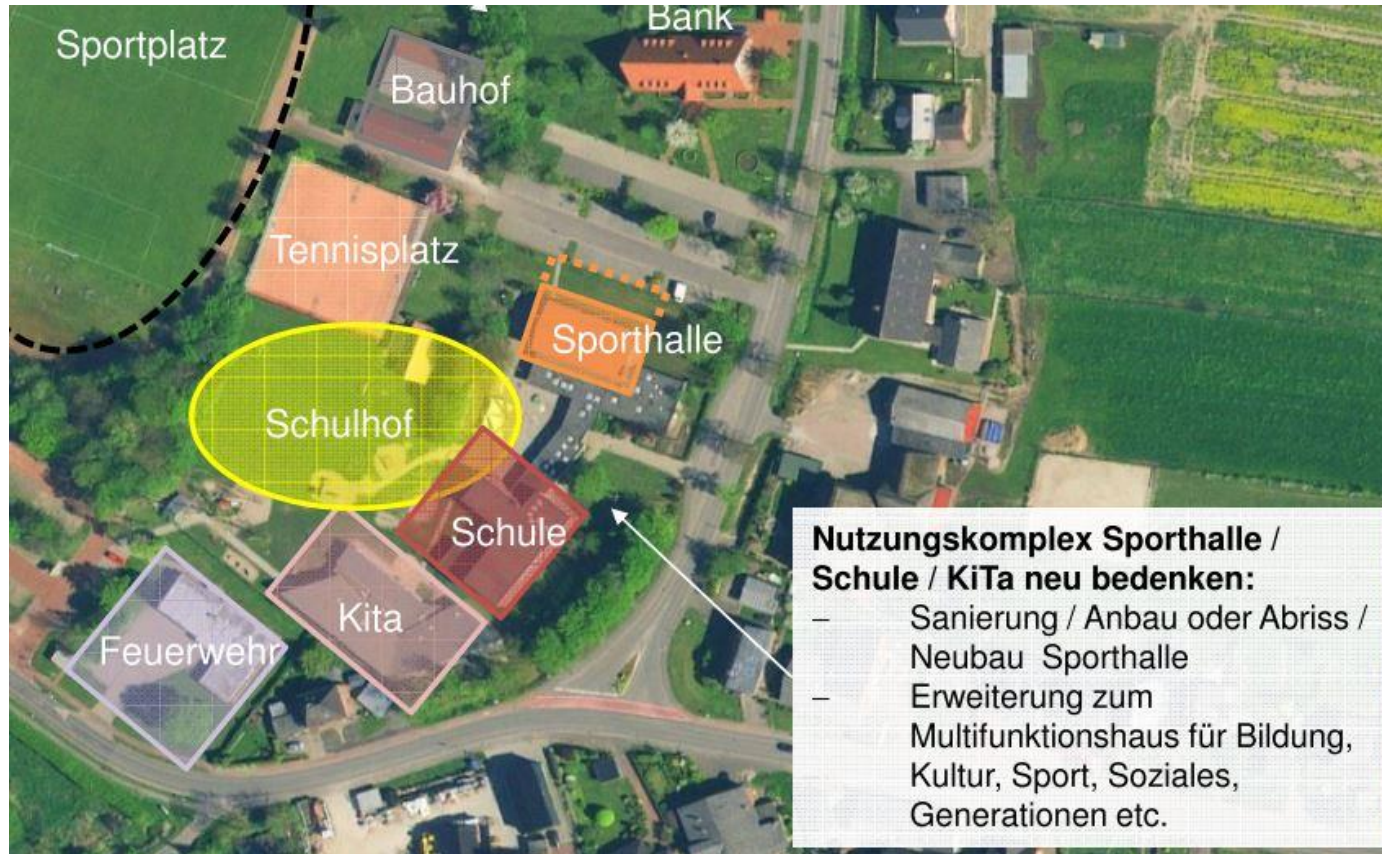 Bank
Sportplatz
Bauhof
Tennisplatz
Sporthalle
Schulhof
Schule
Kita
Feuerwehr
Nutzungskomplex Sporthalle /
Schule / KiTa neu bedenken:
– Sanierung / Anbau oder Abriss /
Neubau Sporthalle
– Erweiterung zum
Multifunktionshaus für Bildung,
Kultur, Sport, Soziales,
Generationen etc.